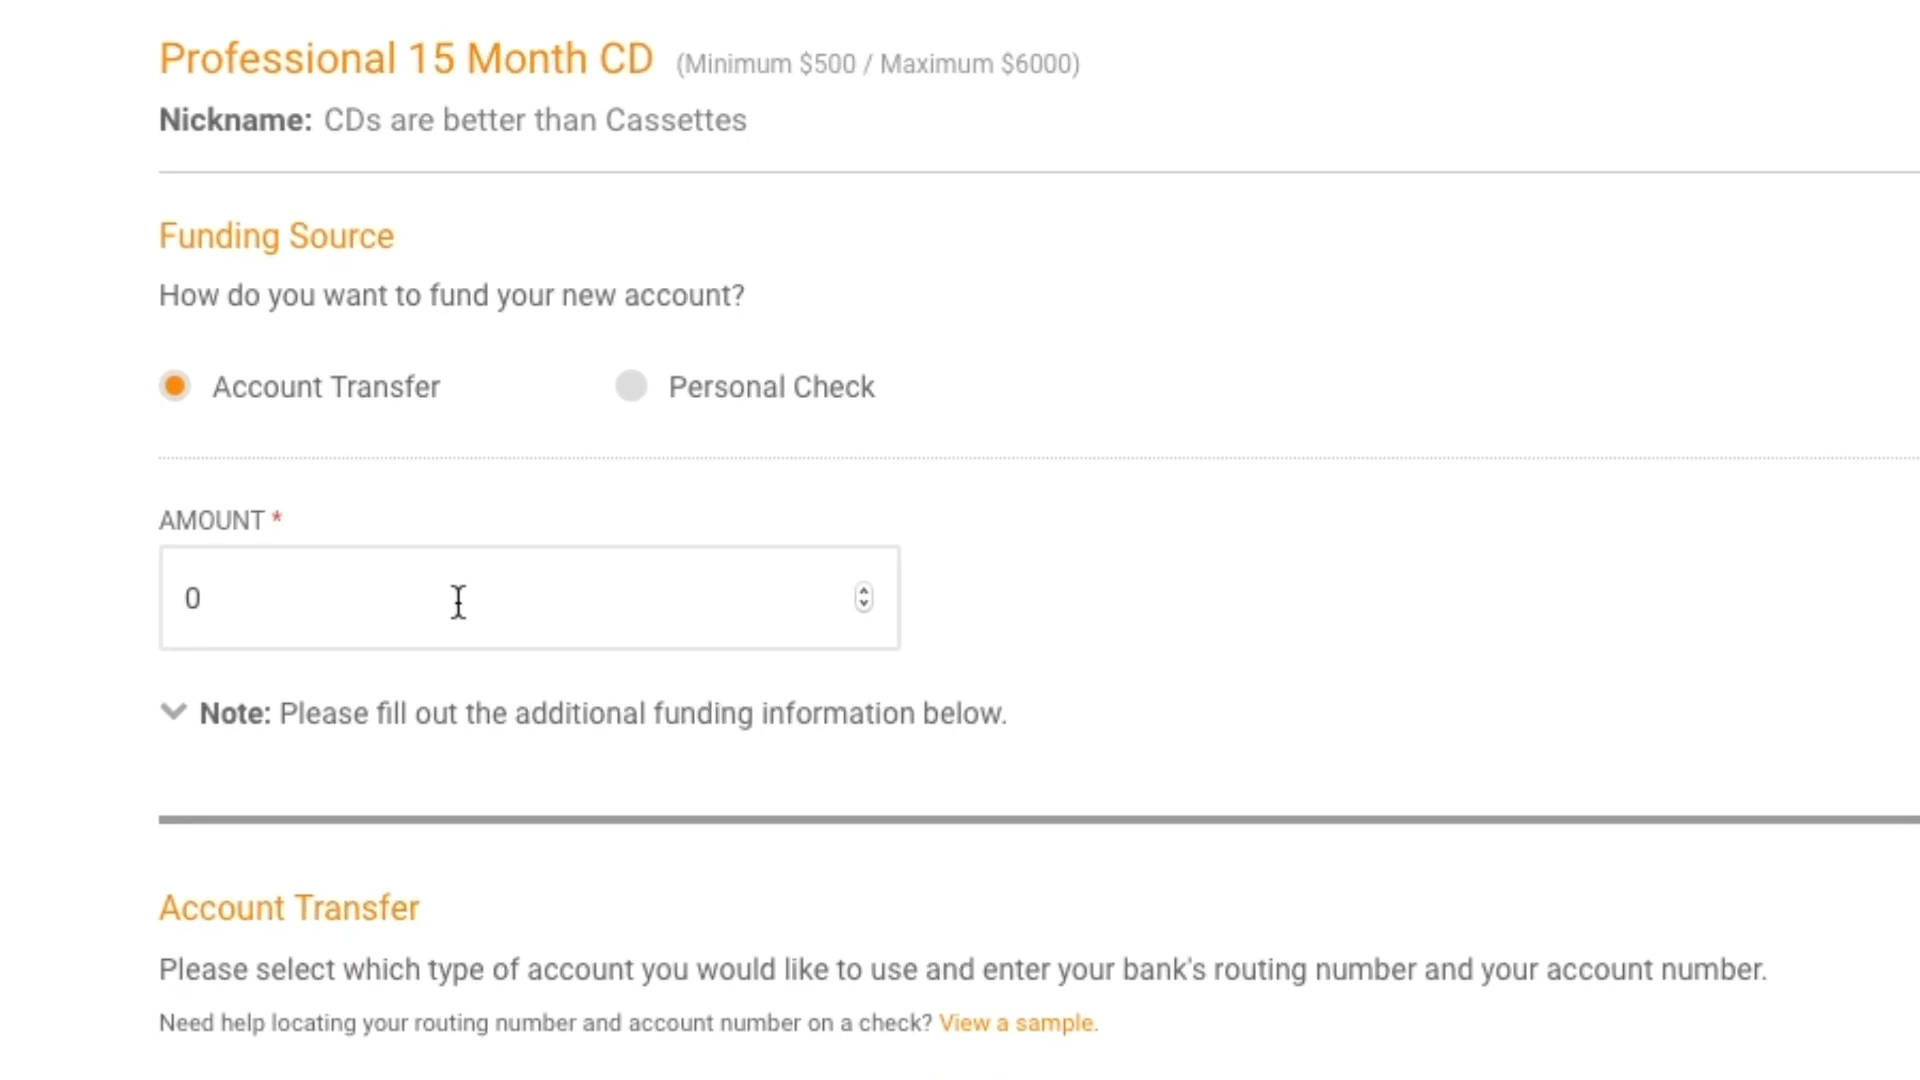 Professional 15 Month CD (Minimum $500 / Maximum $6000)
Nickname: CDs are better than Cassettes
Funding Source
How do you want to fund your new account?
Account Transfer Personal Check
AMOUNT *
0
Note: Please fill out the additional funding information below.
Account Transfer
Please select which type of account you would like to use and enter your bank's routing number and your account number.
Need help locating your routing number and account number on a check? View a sample.